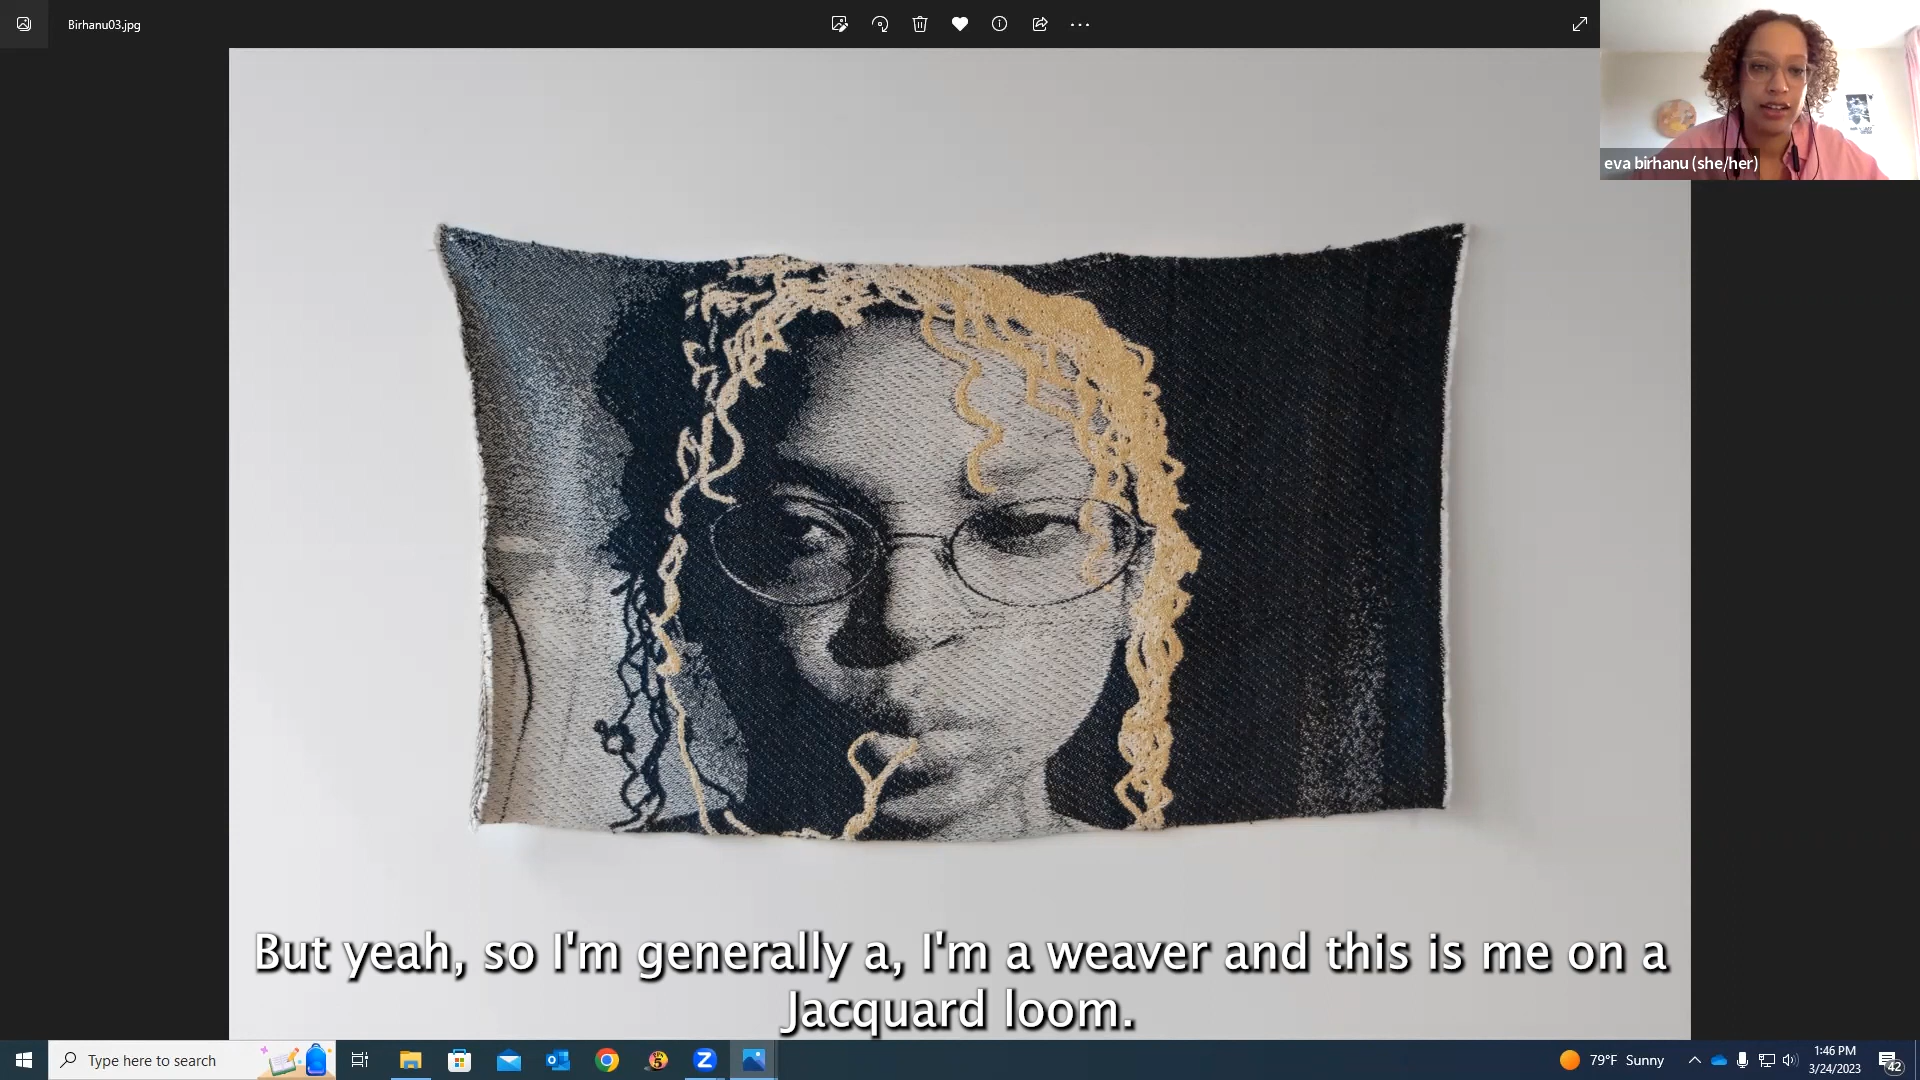 Birhanu03.jpg
eva birhanu (she/her)
But yeah, so I'm generally a, I'm a weaver and this is me on a
Jacquard loom.
Type here to search
79°F Sunny
1:46 PM
3/24/2023
42